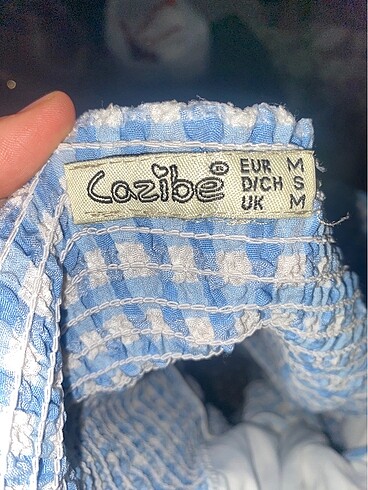 Cazibe ®
EUR M
D/CH S
UK M